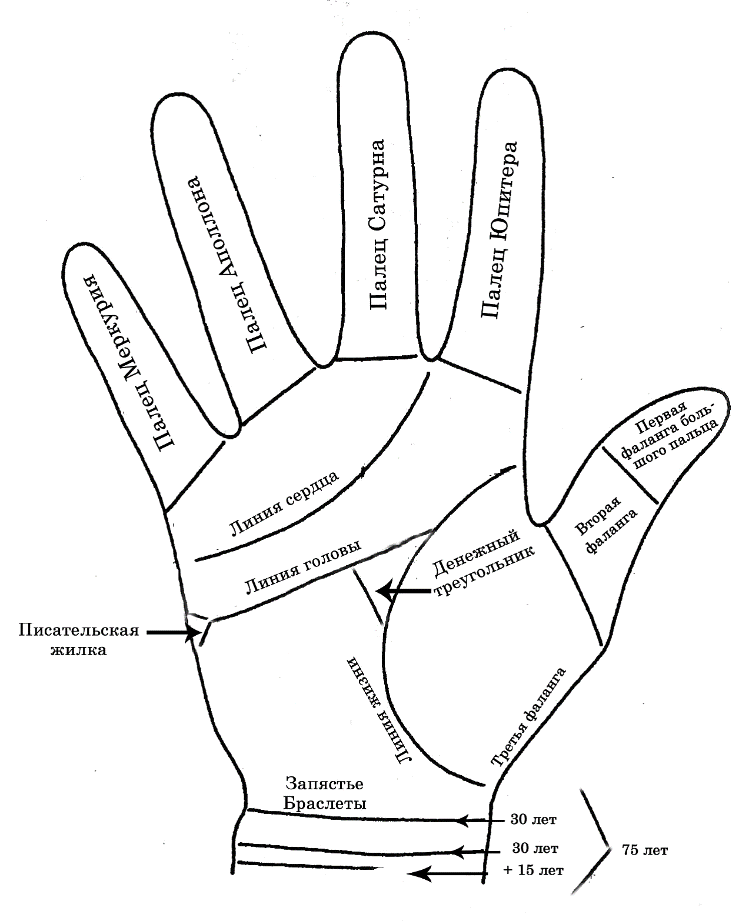 Палец Меркурия
Палец Аполлона
Палец Сатурна
Палец Юпитера
Первая
фаланга боль-
шого пальца
Вторая
фаланга
Линия сердца
Линия головы
Денежный
треугольник
Писательская
жилка
Линия жизни
Третья фаланга
Запястье
Браслеты
30 лет
30 лет
+ 15 лет
75 лет